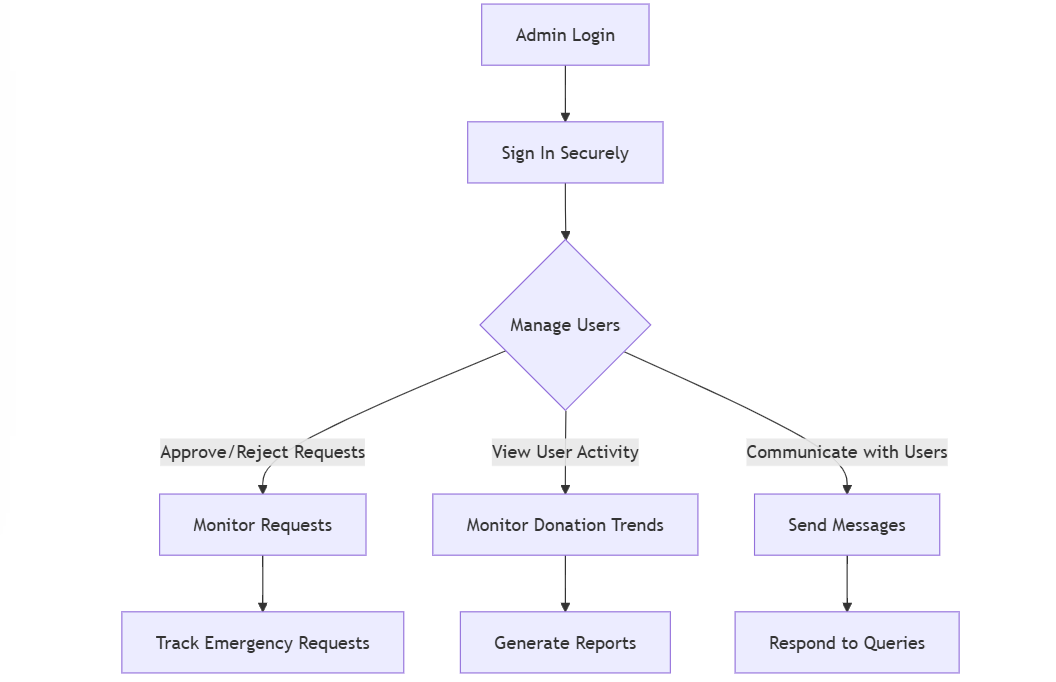 Admin Login
Sign In Securely
Manage Users
Approve/Reject Requests
View User Activity
Communicate with Users
Monitor Requests
Monitor Donation Trends
Send Messages
Track Emergency Requests
Generate Reports
Respond to Queries